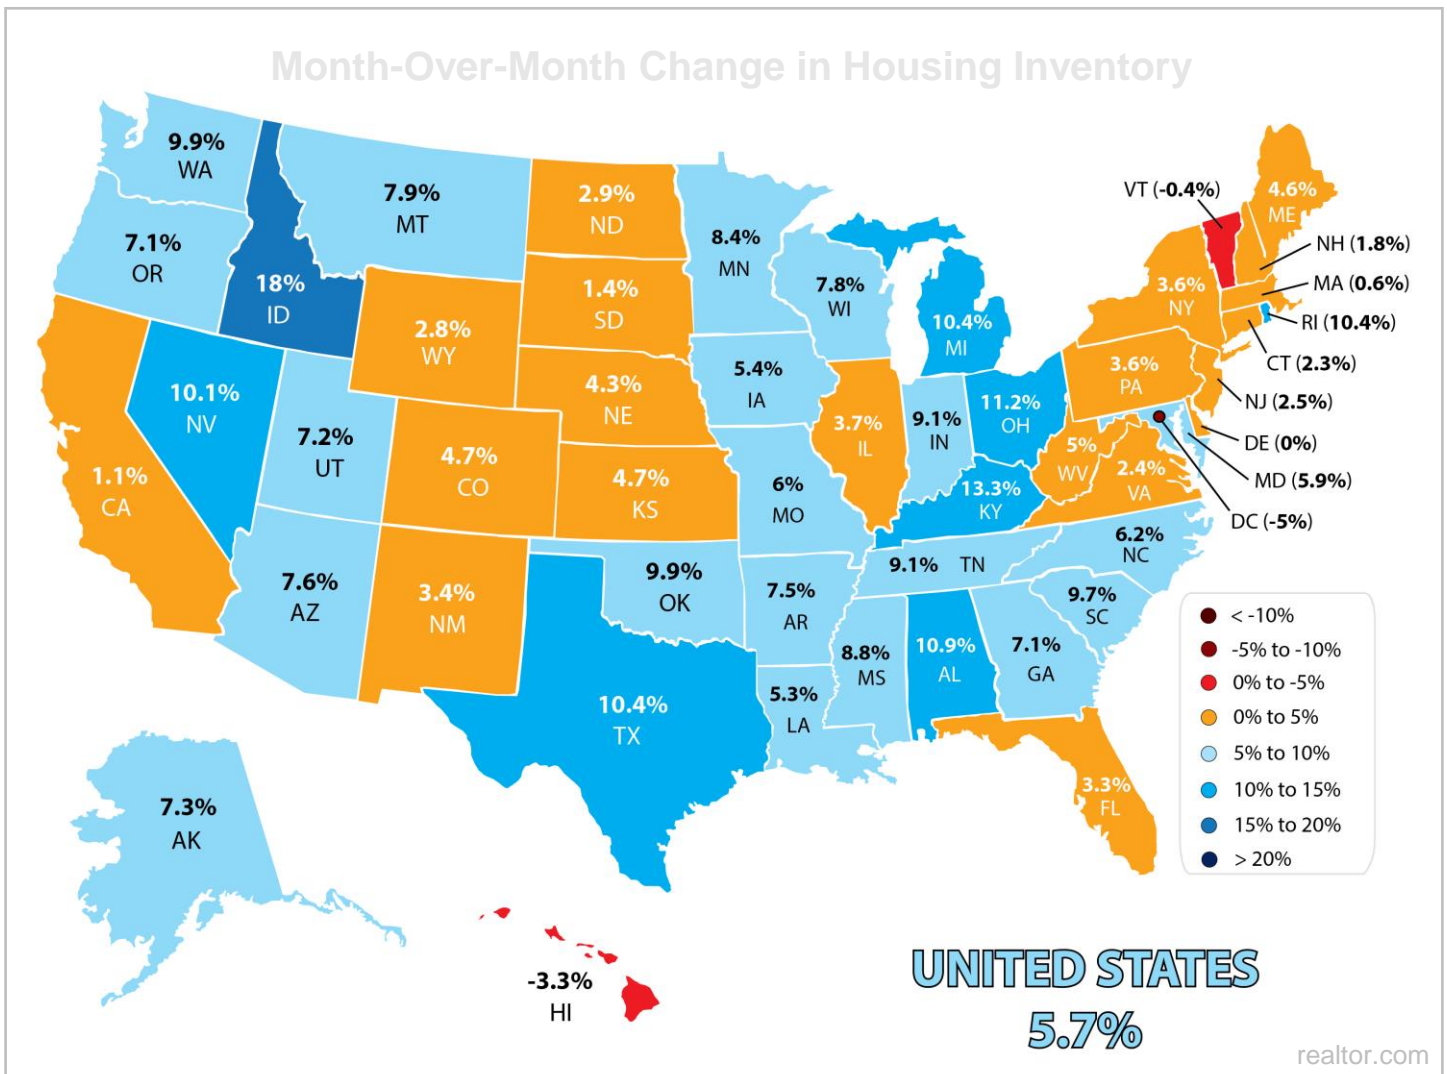 Month-Over-Month Change in Housing Inventory
9.9%
WA
7.9%
MT
2.9%
ND
VT (-0.4%)
4.6%
ME
7.1%
OR
8.4%
MN
NH (1.8%)
18%
ID
1.4%
SD
7.8%
WI
3.6%
NY
MA (0.6%)
2.8%
WY
10.4%
MI
RI (10.4%)
CT (2.3%)
10.1%
NV
4.3%
NE
5.4%
IA
3.6%
PA
NJ (2.5%)
7.2%
UT
11.2%
OH
9.1%
IN
3.7%
IL
DE (0%)
1.1%
CA
4.7%
CO
4.7%
KS
6%
MO
5%
WV
2.4%
VA
MD (5.9%)
13.3%
KY
DC (-5%)
6.2%
NC
7.6%
AZ
3.4%
NM
9.9%
OK
7.5%
AR
9.1% TN
9.7%
SC
8.8%
MS
10.9%
AL
7.1%
GA
10.4%
TX
5.3%
LA
3.3%
FL
< -10%
-5% to -10%
0% to -5%
0% to 5%
5% to 10%
10% to 15%
15% to 20%
> 20%
7.3%
AK
-3.3%
HI
UNITED STATES
5.7%
realtor.com